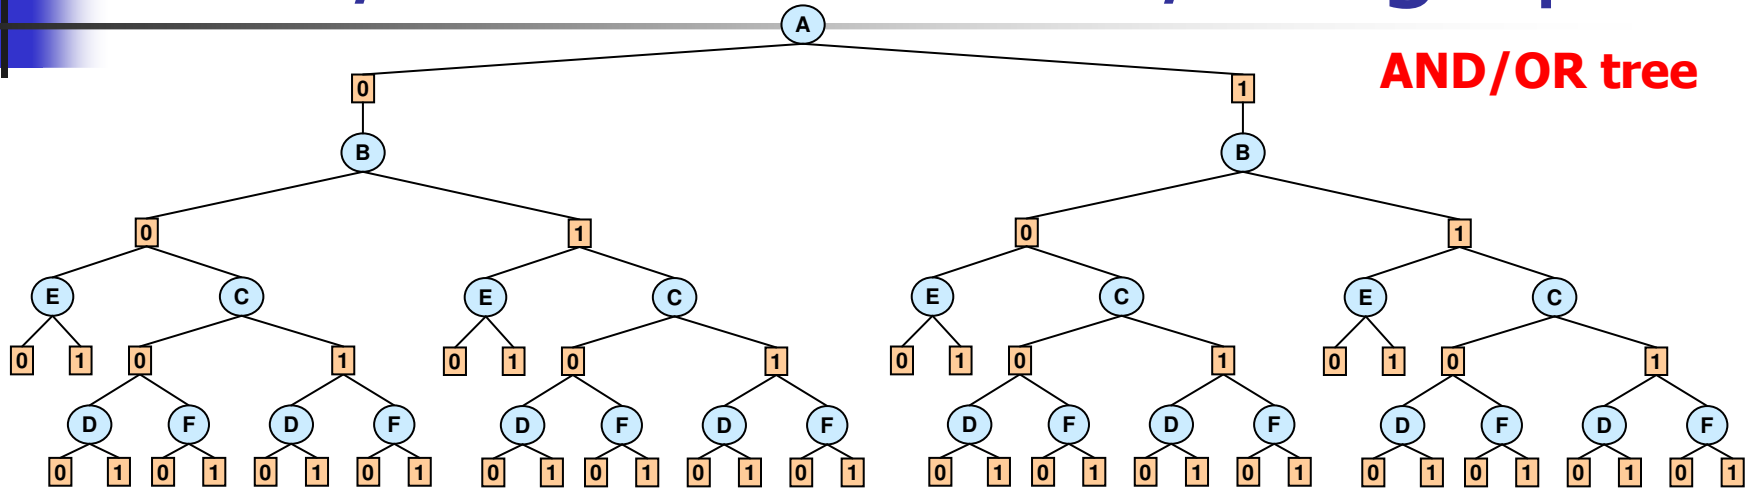 A
AND/OR tree
0 1
B B
0 1 0 1
E C E C E C E C
0 1 0 1 0 1 0 1 0 1 0 1 0 1 0 1
D F D F D F D F D F D F D F D F
0 1 0 1 0 1 0 1 0 1 0 1 0 1 0 1 0 1 0 1 0 1 0 1 0 1 0 1 0 1 0 1